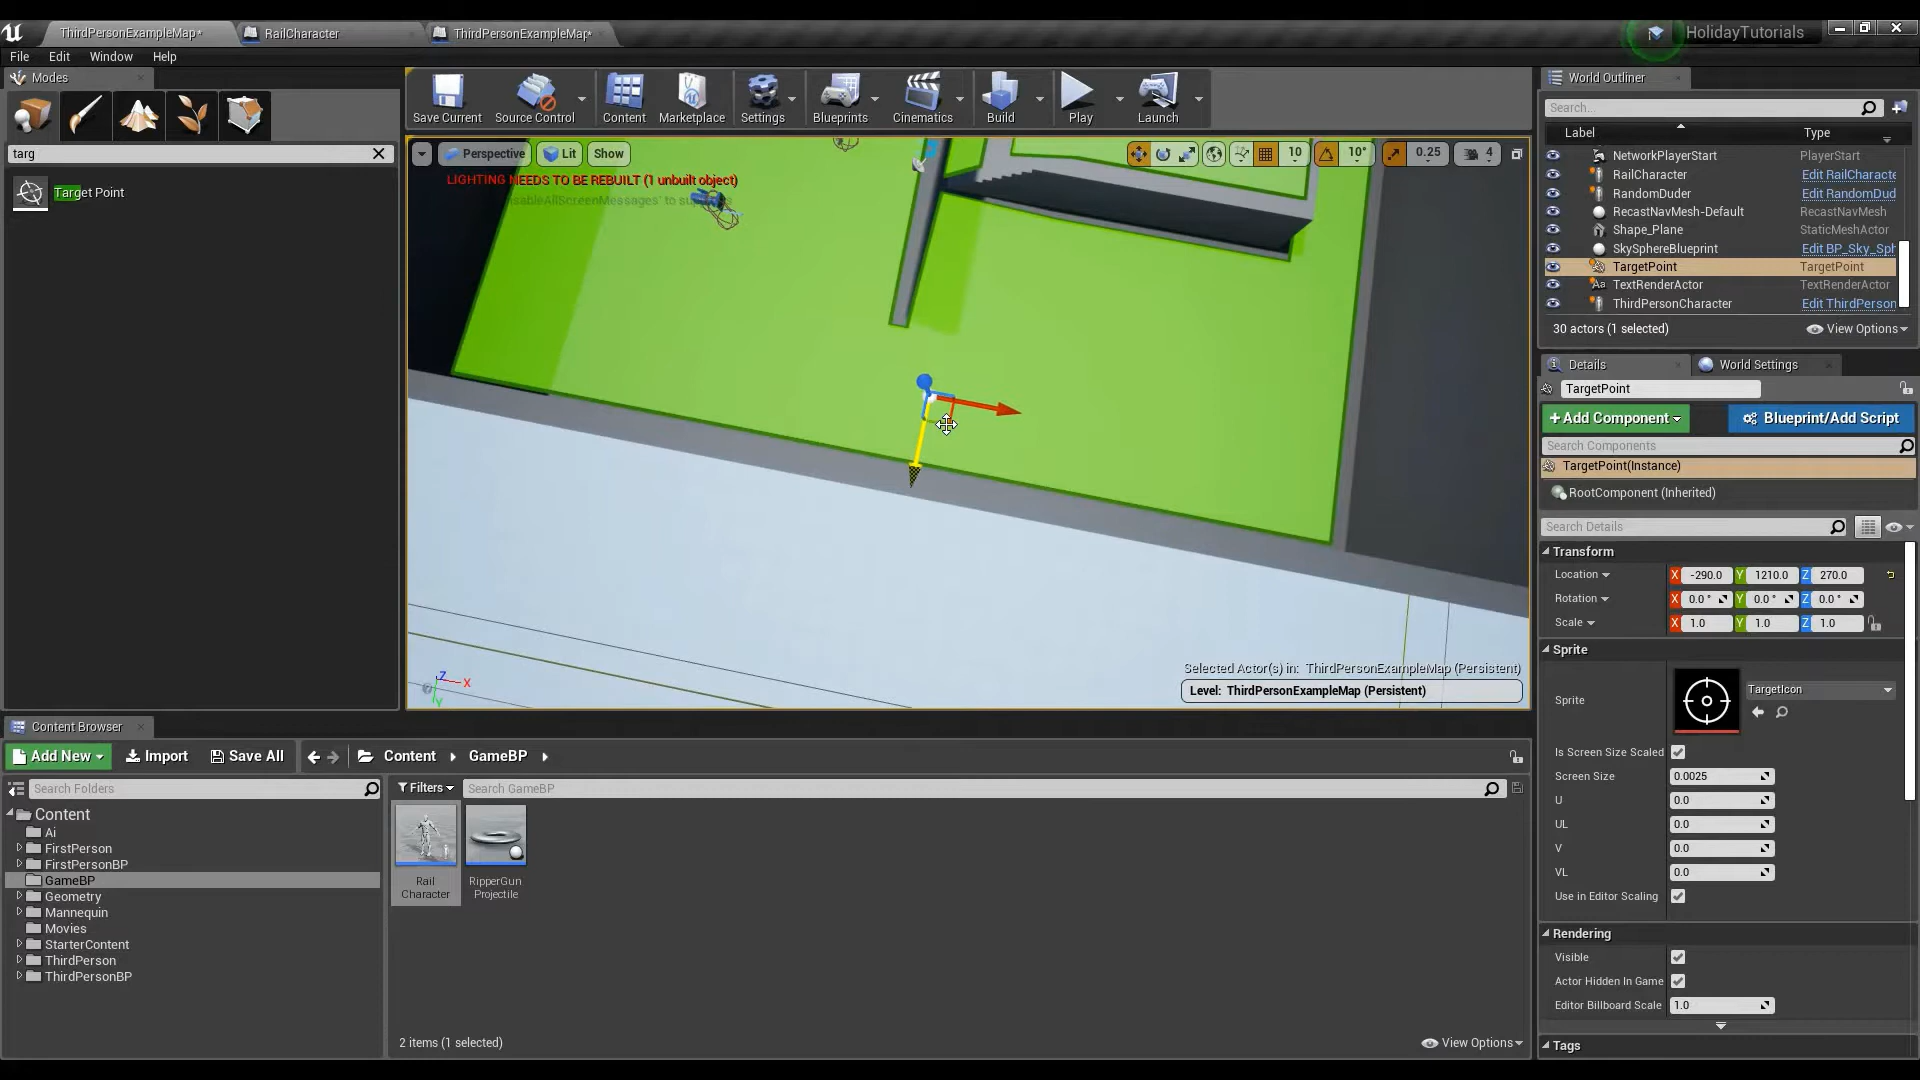 ThirdPersonExampleMap*
RailCharacter
ThirdPersonExampleMap*
HolidayTutorials
File Edit Window Help
Modes
targ
Target Point
Save Current
Source Control
Content
Marketplace
Settings
Blueprints
Cinematics
Build
Play
Launch
Perspective
Lit
Show
10
10°
0.25
4
LIGHTING NEEDS TO BE REBUILT (1 unbuilt object)
Selected Actor(s) in: ThirdPersonExampleMap (Persistent)
Level: ThirdPersonExampleMap (Persistent)
World Outliner
Search...
Label Type
NetworkPlayerStart PlayerStart
RailCharacter Edit RailCharacte
RandomDuder Edit RandomDud
RecastNavMesh-Default RecastNavMesh
Shape_Plane StaticMeshActor
SkySphereBlueprint Edit BP_Sky_Sph
TargetPoint TargetPoint
TextRenderActor TextRenderActor
ThirdPersonCharacter Edit ThirdPerson
30 actors (1 selected)
View Options
Details
World Settings
TargetPoint
+Add Component
Blueprint/Add Script
Search Components
TargetPoint(Instance)
RootComponent (Inherited)
Search Details
Transform
Location X -290.0 Y 1210.0 Z 270.0
Rotation X 0.0° Y 0.0° Z 0.0°
Scale X 1.0 Y 1.0 Z 1.0
Sprite
Sprite
TargetIcon
Is Screen Size Scaled
Screen Size 0.0025
U 0.0
UL 0.0
V 0.0
VL 0.0
Use in Editor Scaling
Rendering
Visible
Actor Hidden In Game
Editor Billboard Scale 1.0
Tags
Content Browser
Add New
Import
Save All
Content
GameBP
Search Folders
Filters
Search GameBP
Content
Ai
FirstPerson
FirstPersonBP
GameBP
Geometry
Mannequin
Movies
StarterContent
ThirdPerson
ThirdPersonBP
Rail
Character
RipperGun
Projectile
2 items (1 selected)
View Options